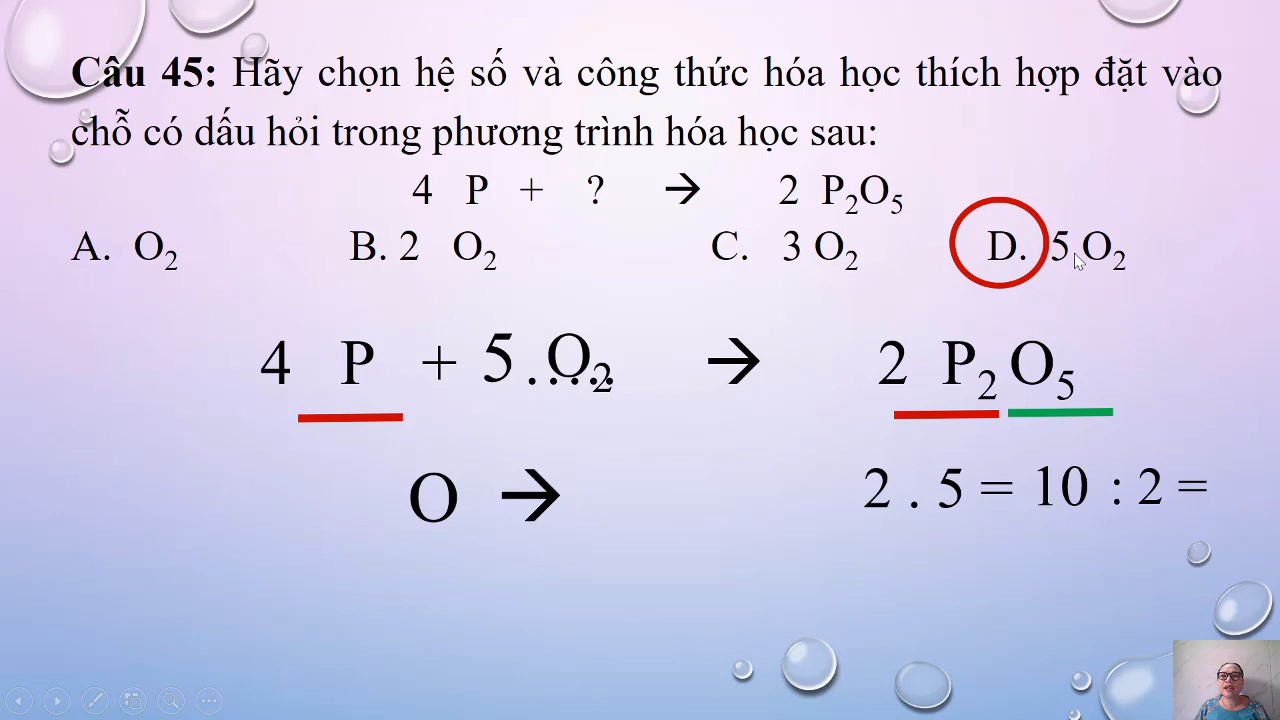 Câu 45: Hãy chọn hệ số và công thức hóa học thích hợp đặt vào
chỗ có dấu hỏi trong phương trình hóa học sau:
4 P + ? → 2 P₂O₅
A. O₂ B. 2 O₂ C. 3 O₂ D. 5 O₂
4 P + 5 O₂ ..... → 2 P₂ O₅
O → 2 . 5 = 10 : 2 =